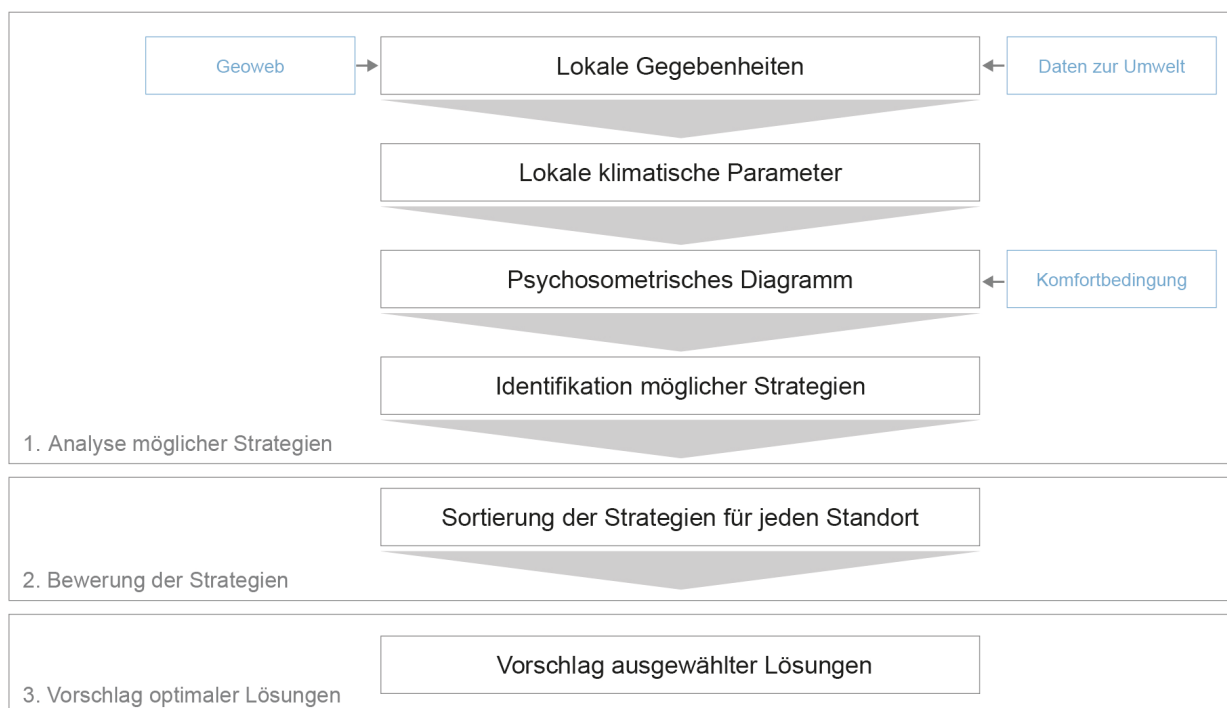 Geoweb
Lokale Gegebenheiten
Daten zur Umwelt
Lokale klimatische Parameter
Psychosometrisches Diagramm
Komfortbedingung
Identifikation möglicher Strategien
1. Analyse möglicher Strategien
Sortierung der Strategien für jeden Standort
2. Bewerung der Strategien
Vorschlag ausgewählter Lösungen
3. Vorschlag optimaler Lösungen